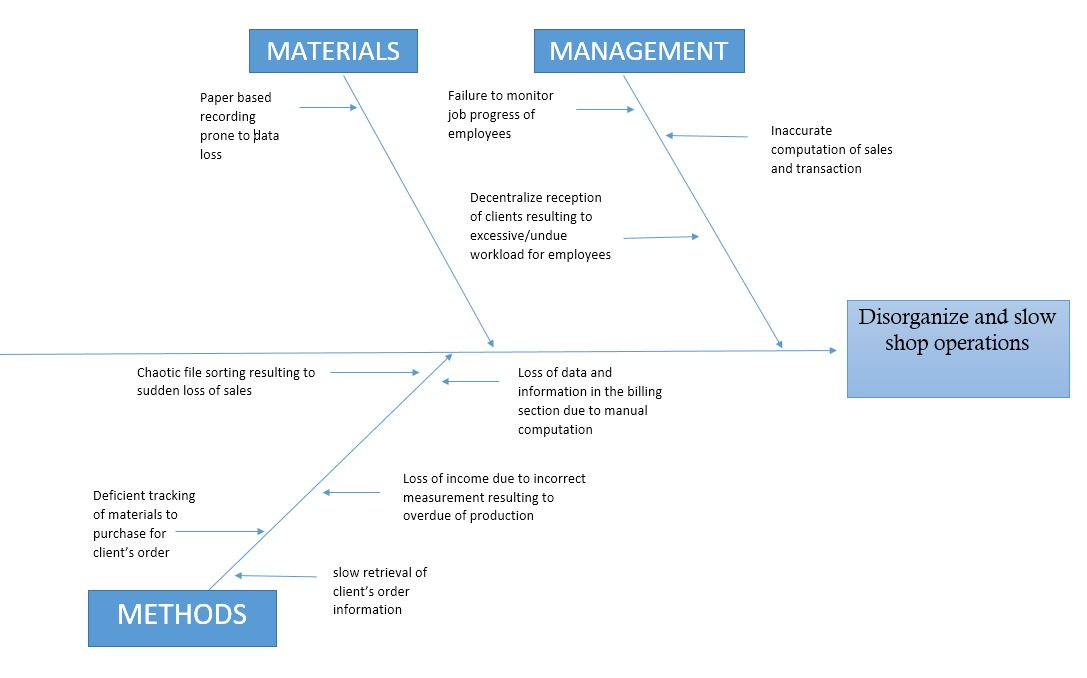 MATERIALS
MANAGEMENT
Paper based
recording
prone to data
loss
Failure to monitor
job progress of
employees
Inaccurate
computation of sales
and transaction
Decentralize reception
of clients resulting to
excessive/undue
workload for employees
Disorganize and slow
shop operations
Chaotic file sorting resulting to
sudden loss of sales
Loss of data and
information in the billing
section due to manual
computation
Loss of income due to incorrect
measurement resulting to
overdue of production
Deficient tracking
of materials to
purchase for
client’s order
slow retrieval of
client’s order
information
METHODS